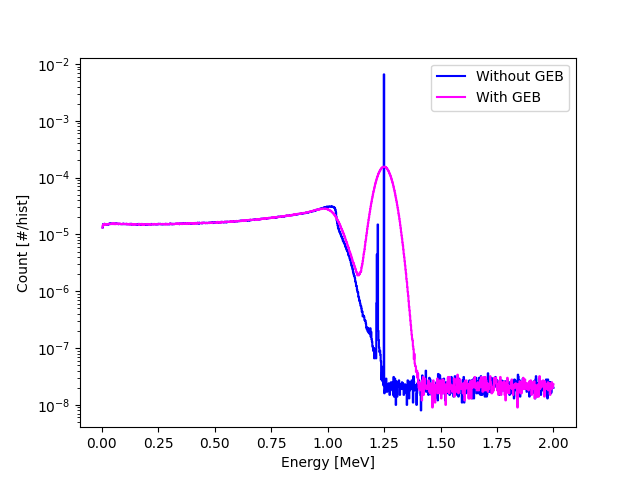 Without GEB
With GEB
Count [#/hist]
10⁻²
10⁻³
10⁻⁴
10⁻⁵
10⁻⁶
10⁻⁷
10⁻⁸
0.00 0.25 0.50 0.75 1.00 1.25 1.50 1.75 2.00
Energy [MeV]